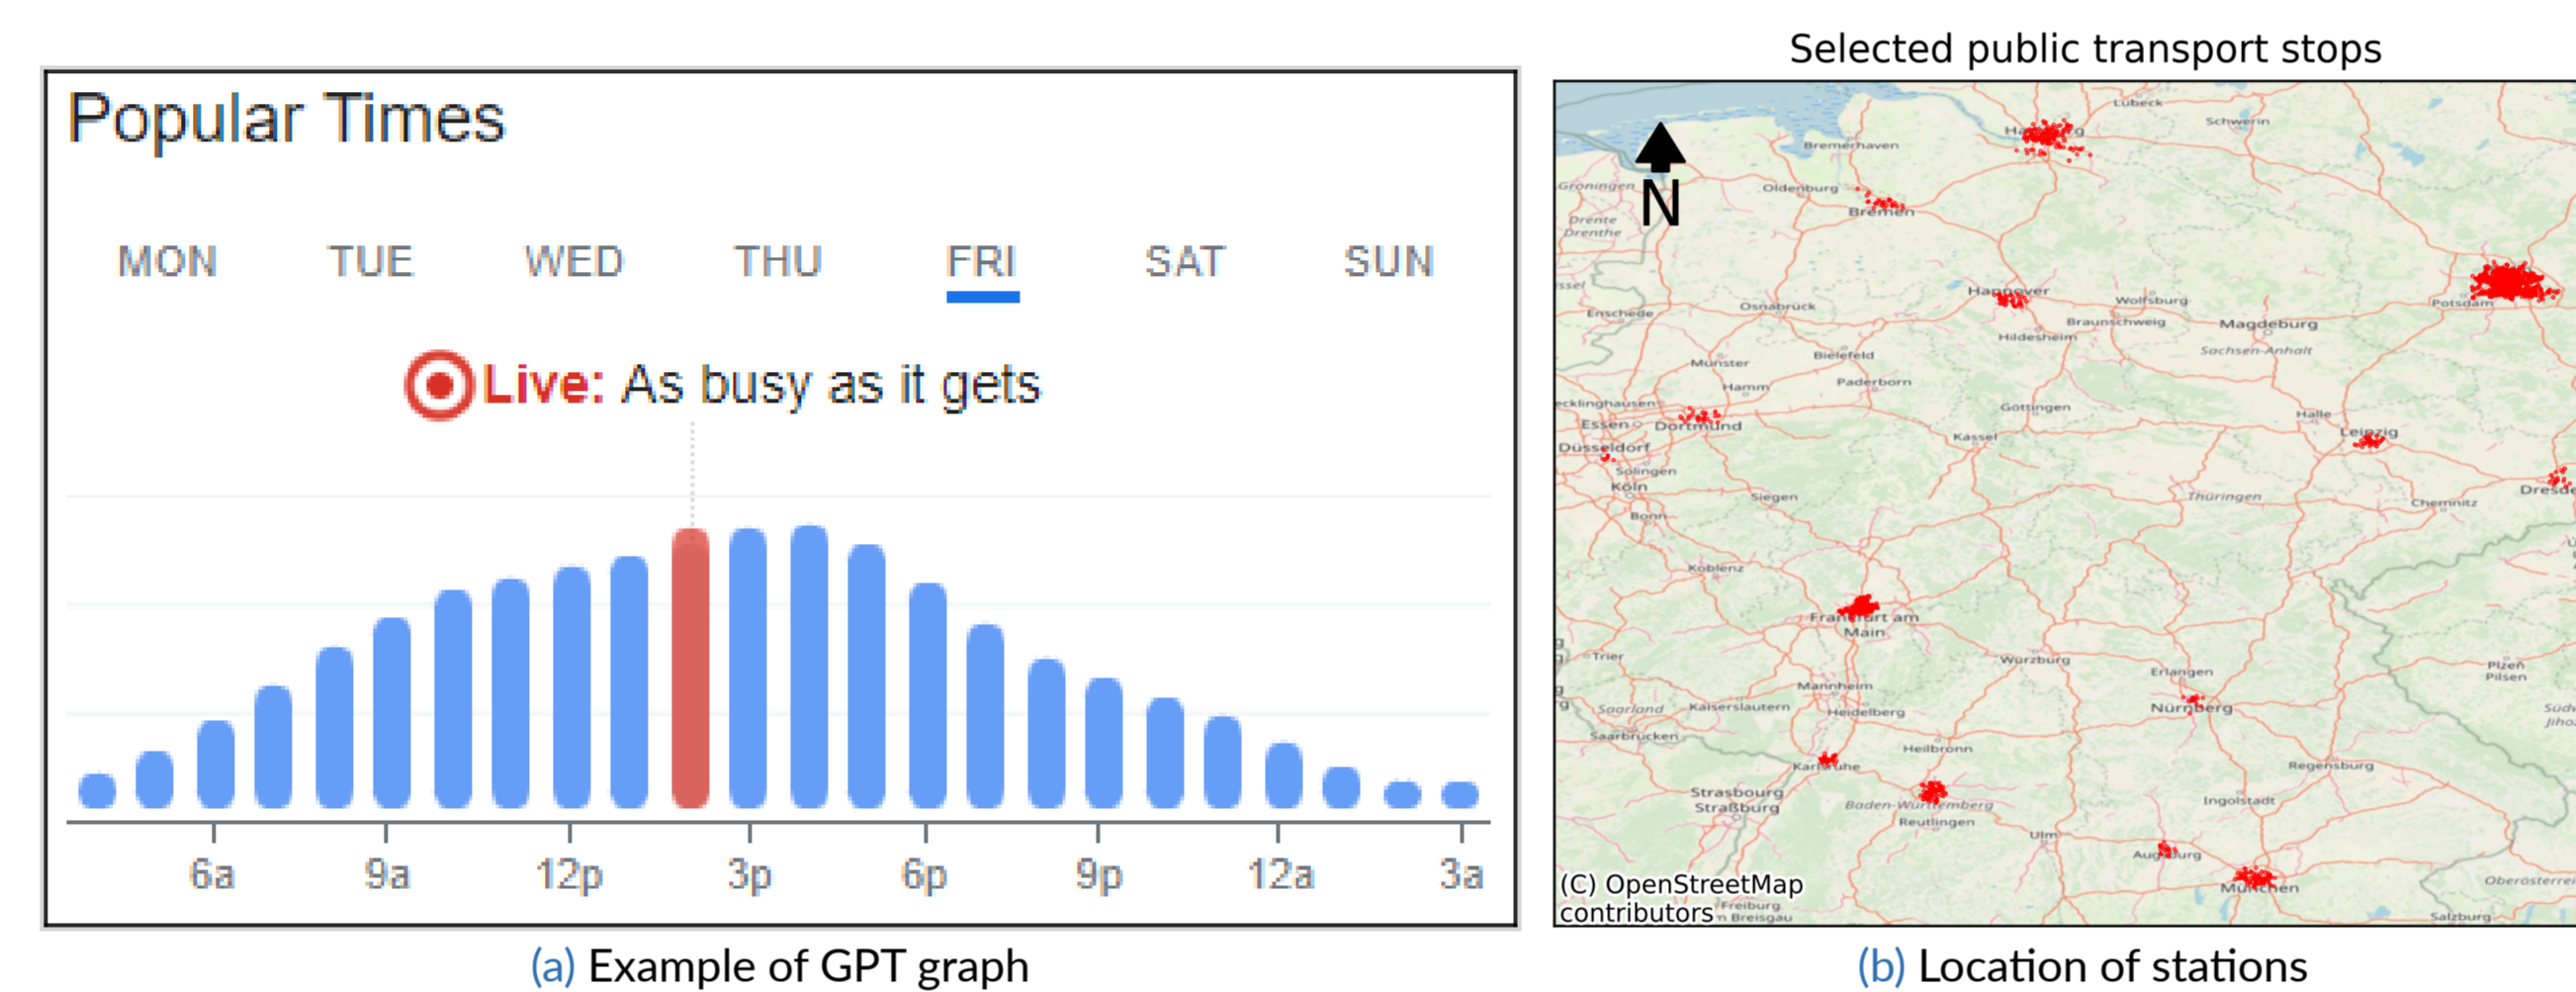 Popular Times
MON TUE WED THU FRI SAT SUN
Live: As busy as it gets
6a 9a 12p 3p 6p 9p 12a 3a
(a) Example of GPT graph
Selected public transport stops
N
Lübeck
Schwerin
Bremerhaven
Groningen
Oldenburg
Bremen
Drente
Drenthe
Hannover
Wolfsburg
Potsdam
Osnabrück
Enschede
Braunschweig
Magdeburg
Hildesheim
Sachsen-Anhalt
Münster
Bielefeld
Hamm
Paderborn
ecklinghausen
Göttingen
Halle
Essen
Dortmund
Leipzig
Kassel
Düsseldorf
Solingen
Köln
Siegen
Thüringen
Chemnitz
Dresde
Bonn
Koblenz
Frankfurt am
Main
Trier
Würzburg
Erlangen
Plzeň
Pilsen
Mannheim
Saarland
Kaiserslautern
Heidelberg
Nürnberg
Saarbrücken
Heilbronn
Karlsruhe
Regensburg
Strasbourg
Straßburg
Baden-Württemberg
Ingolstadt
Reutlingen
Ulm
Augsburg
München
Oberösterrei
Salzburg
(C) OpenStreetMap
contributors
Freiburg
m Breisgau
(b) Location of stations